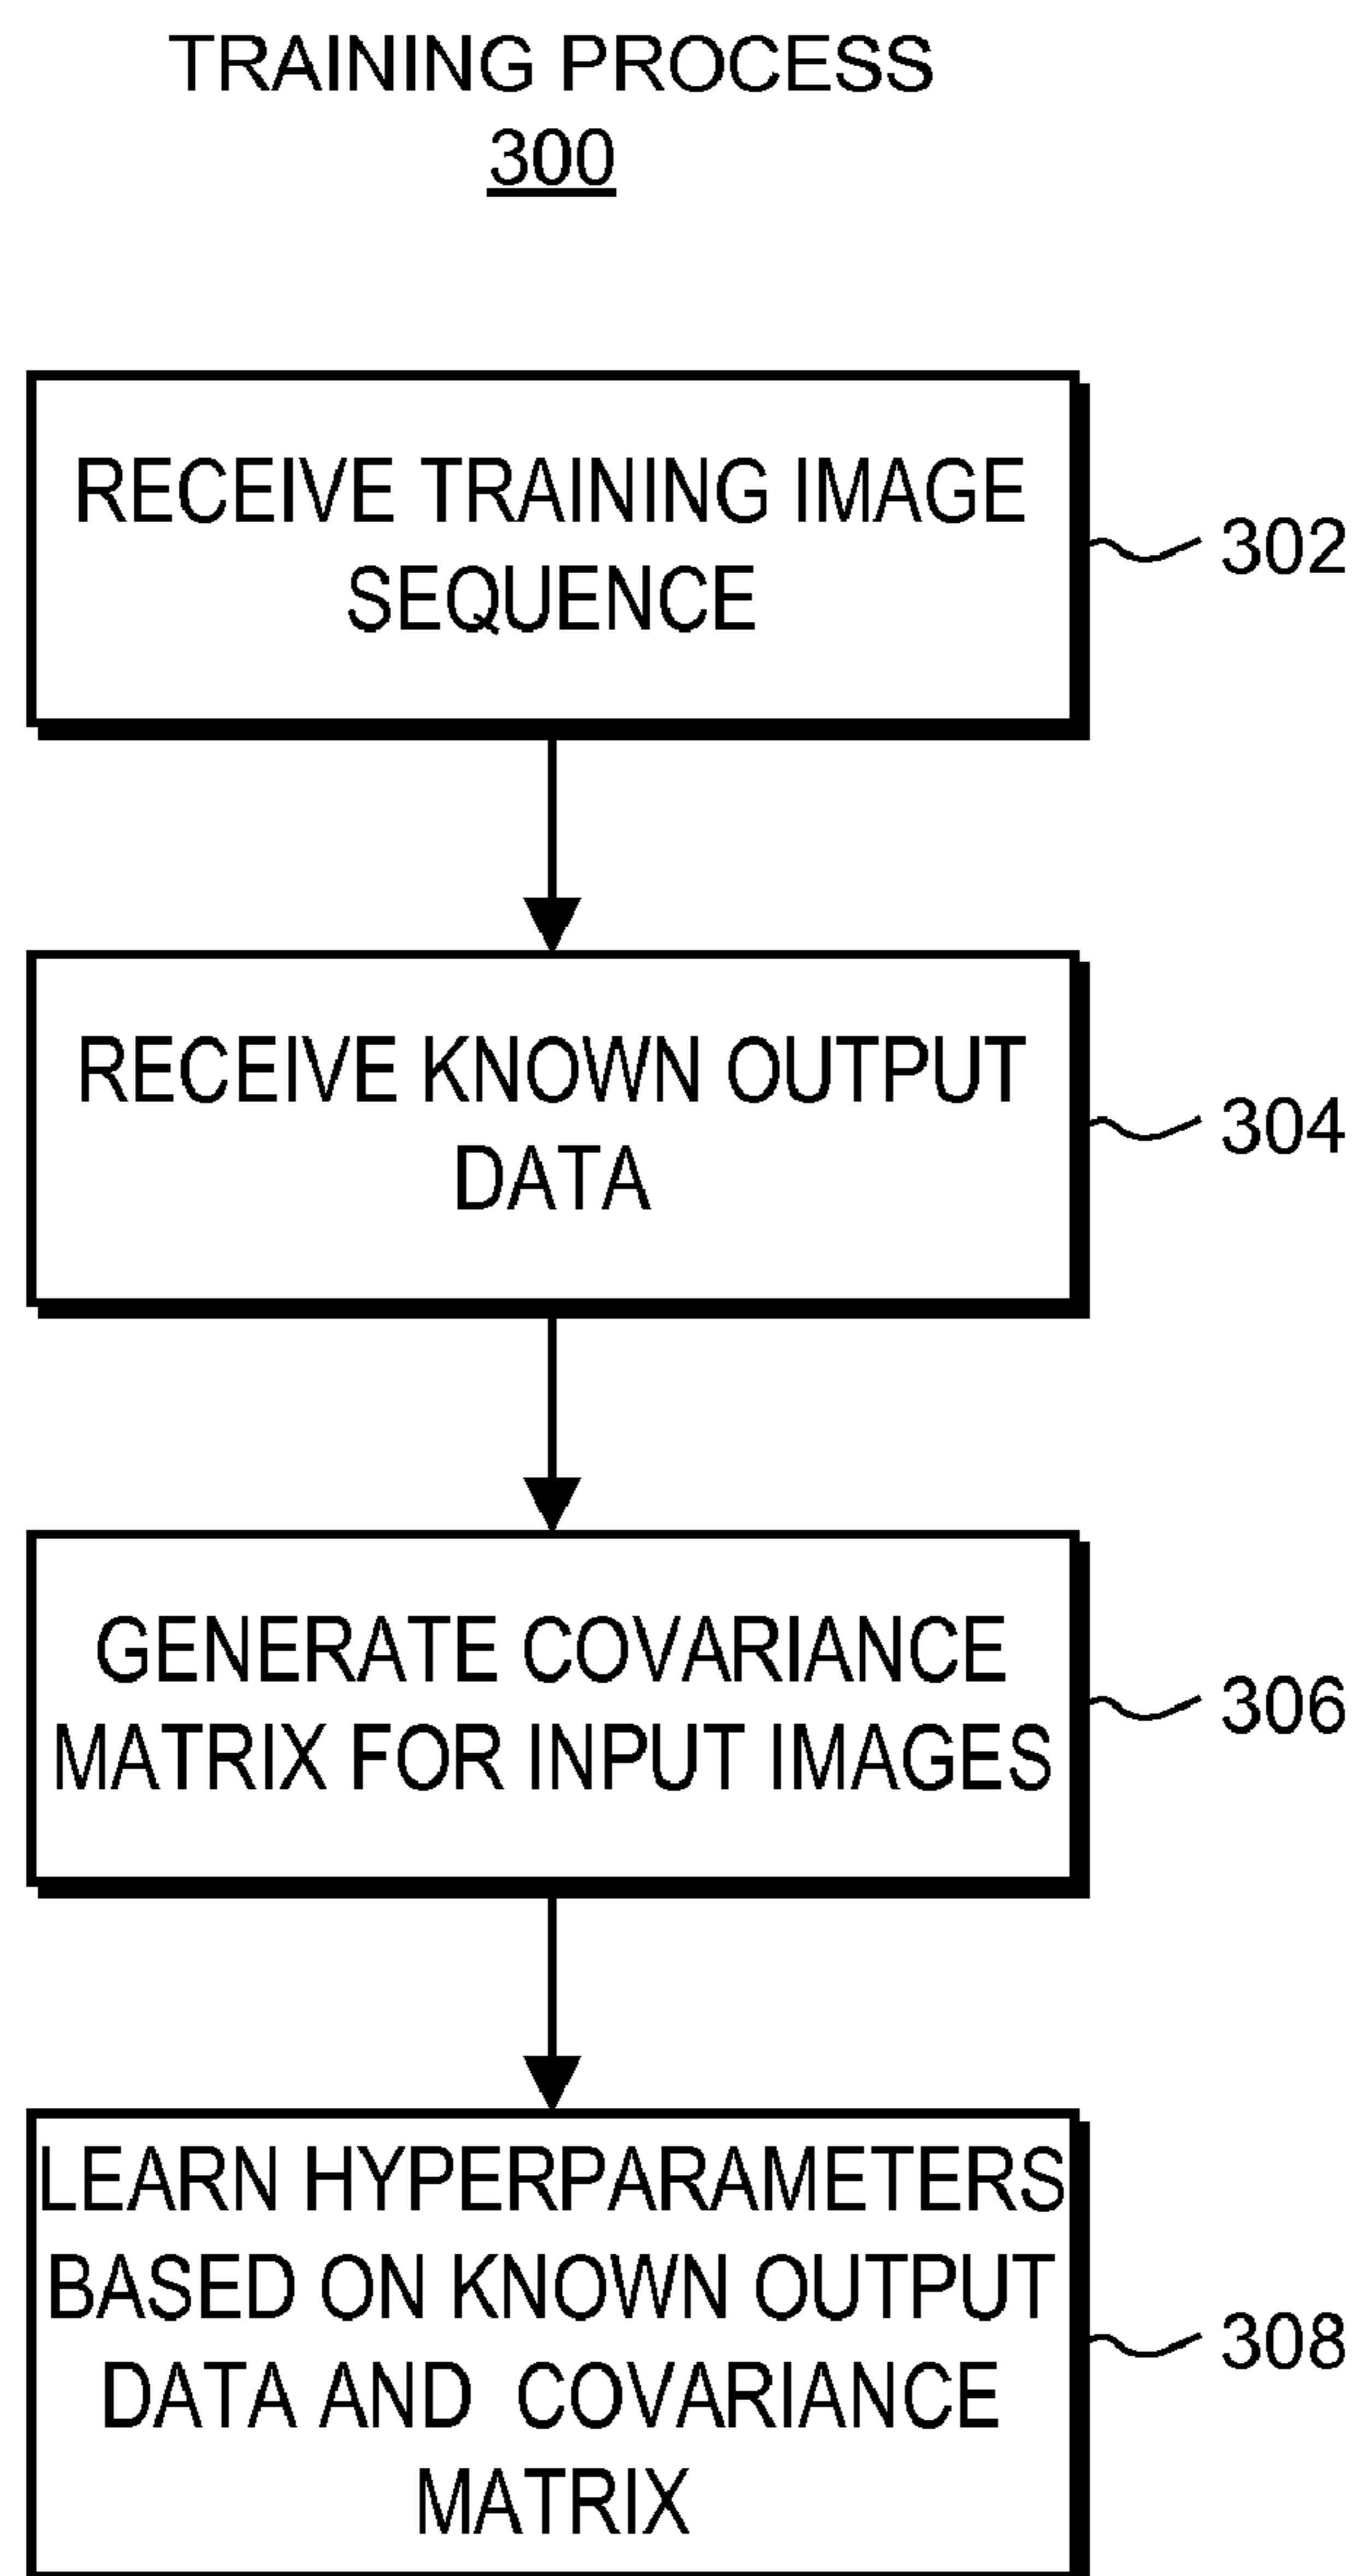 TRAINING PROCESS
300
RECEIVE TRAINING IMAGE
SEQUENCE
302
RECEIVE KNOWN OUTPUT
DATA
304
GENERATE COVARIANCE
MATRIX FOR INPUT IMAGES
306
LEARN HYPERPARAMETERS
BASED ON KNOWN OUTPUT
DATA AND COVARIANCE
MATRIX
308